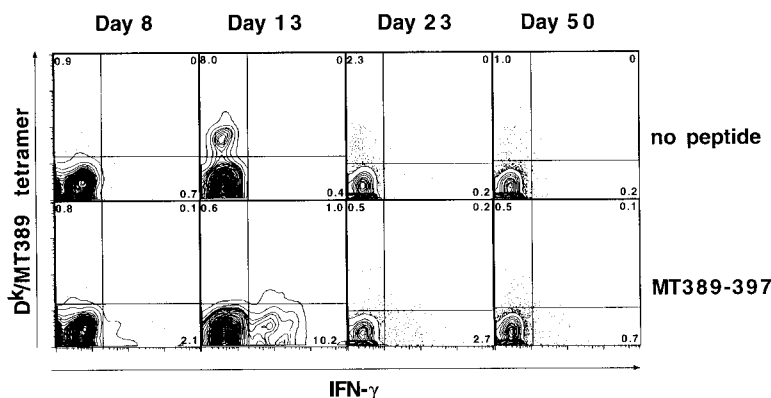 Day 8 Day 13 Day 23 Day 50
0.9 0 8.0 0 2.3 0 1.0 0
no peptide
0.7 0.4 0.2 0.2
0.8 0.1 0.6 1.0 0.5 0.2 0.5 0.1
MT389-397
2.1 10.2 2.7 0.7
Dk/MT389 tetramer
IFN-γ